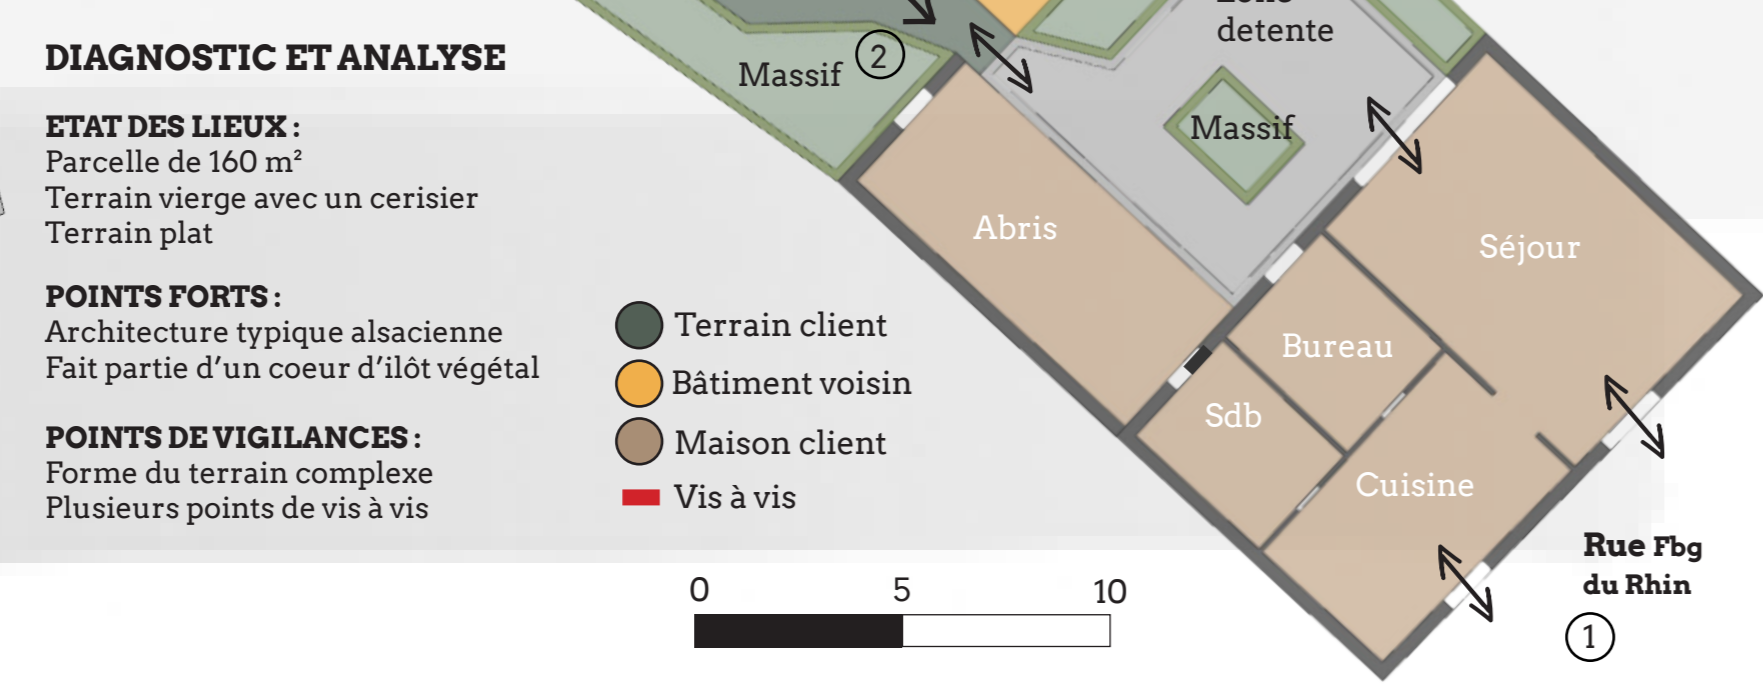 DIAGNOSTIC ET ANALYSE
ETAT DES LIEUX :
Parcelle de 160 m²
Terrain vierge avec un cerisier
Terrain plat
POINTS FORTS :
Architecture typique alsacienne
Fait partie d'un coeur d'ilôt végétal
POINTS DE VIGILANCES :
Forme du terrain complexe
Plusieurs points de vis à vis
Terrain client
Bâtiment voisin
Maison client
Vis à vis
0 5 10
detente
Massif
2
Massif
Abris
Séjour
Bureau
Sdb
Cuisine
Rue Fbg
du Rhin
1